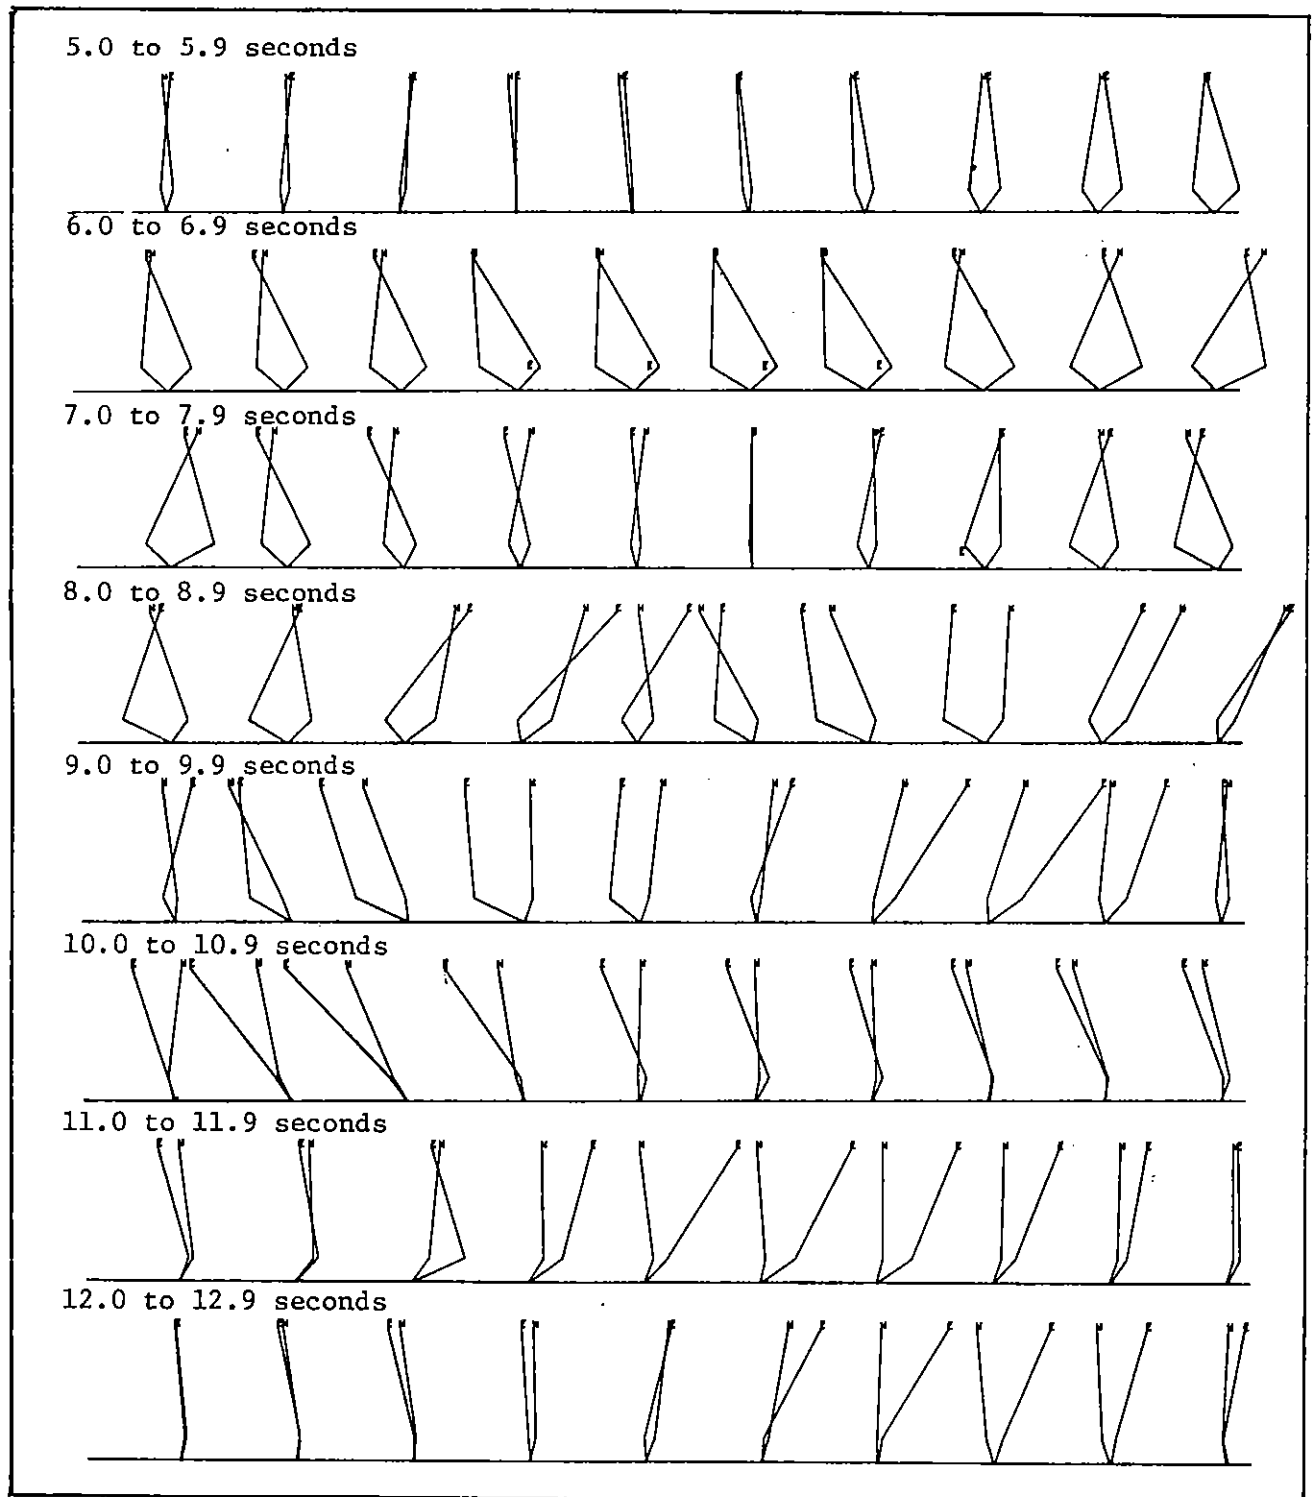 5.0 to 5.9 seconds
6.0 to 6.9 seconds
7.0 to 7.9 seconds
8.0 to 8.9 seconds
9.0 to 9.9 seconds
10.0 to 10.9 seconds
11.0 to 11.9 seconds
12.0 to 12.9 seconds